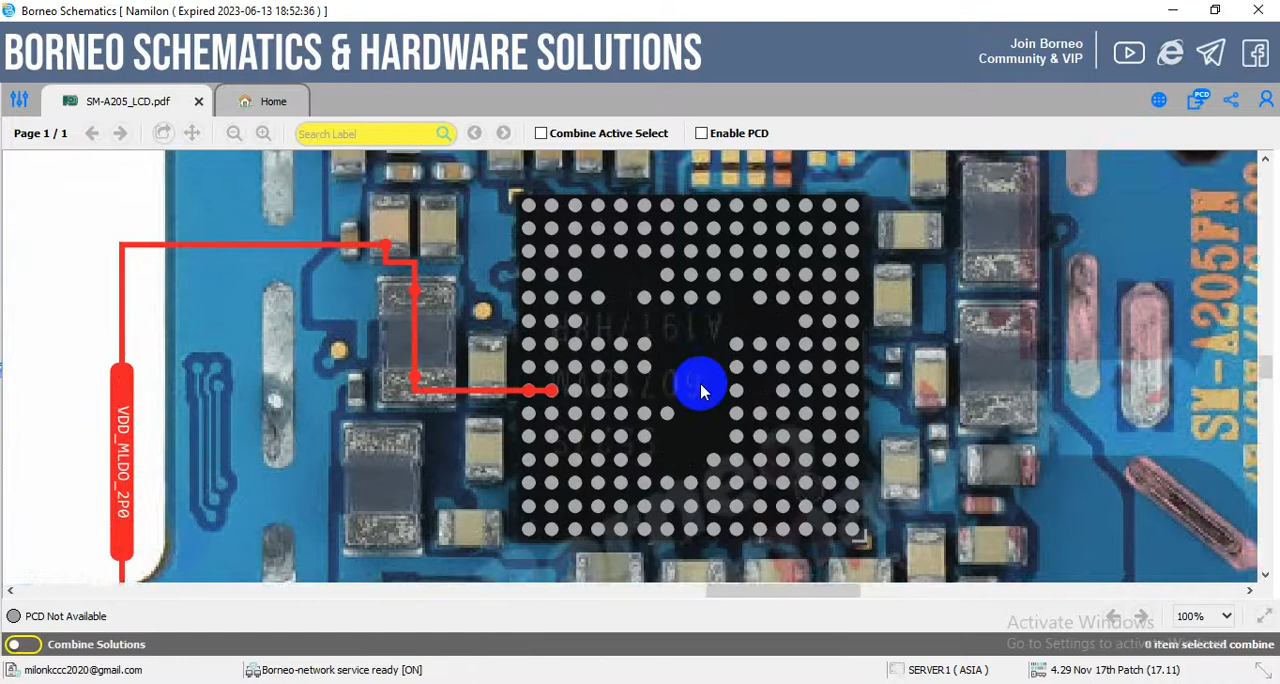 Borneo Schematics [ Namilon ( Expired 2023-06-13 18:52:36 ) ]
BORNEO SCHEMATICS & HARDWARE SOLUTIONS
Join Borneo
Community & VIP
SM-A205_LCD.pdf
Home
PCD
Page 1 / 1
Search Label
Combine Active Select
Enable PCD
VDD_MLDO_2P0
SM-A205FN
PCD Not Available
100%
Activate Windows
Go to Settings to activate Windows.
Combine Solutions
0 item selected combine
milonkccc2020@gmail.com
Borneo-network service ready [ON]
SERVER1 ( ASIA )
4.29 Nov 17th Patch (17.11)